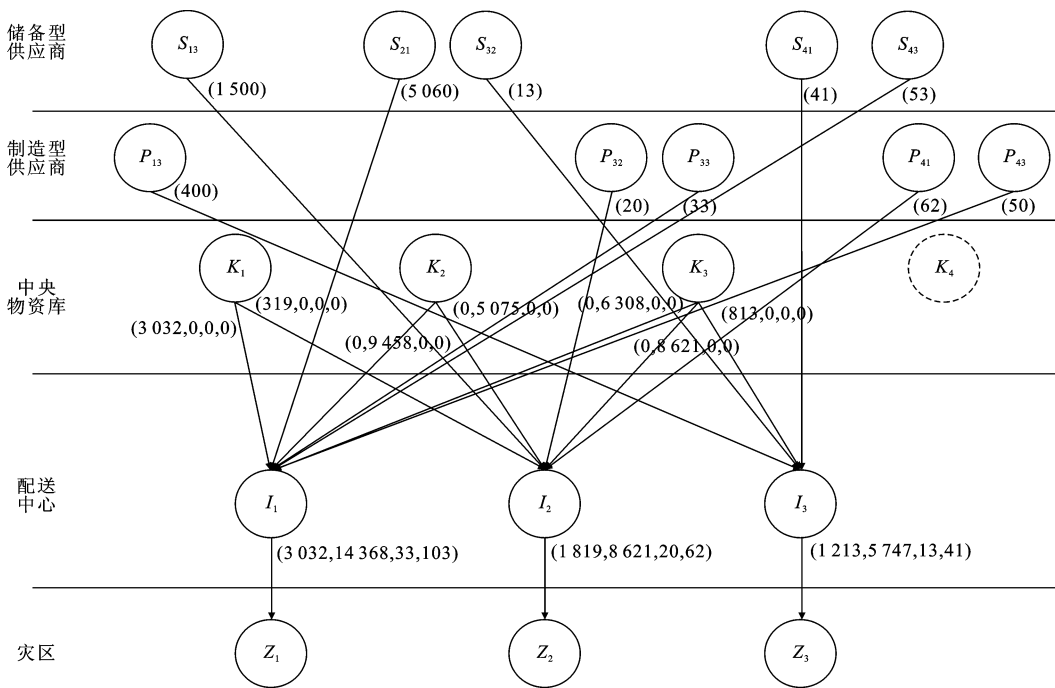 储备型
供应商
S₁₃
S₂₁
S₃₂
S₄₁
S₄₃
(1 500)
(5 060)
(13)
(41)
(53)
制造型
供应商
P₁₃
P₃₂
P₃₃
P₄₁
P₄₃
(400)
(20)
(33)
(62)
(50)
中央
物资库
K₁
K₂
K₃
K₄
(319,0,0,0)
(0,5 075,0,0)
(0,6 308,0,0)
(813,0,0,0)
(3 032,0,0,0)
(0,9 458,0,0)
(0,8 621,0,0)
配送
中心
I₁
I₂
I₃
(3 032,14 368,33,103)
(1 819,8 621,20,62)
(1 213,5 747,13,41)
灾区
Z₁
Z₂
Z₃